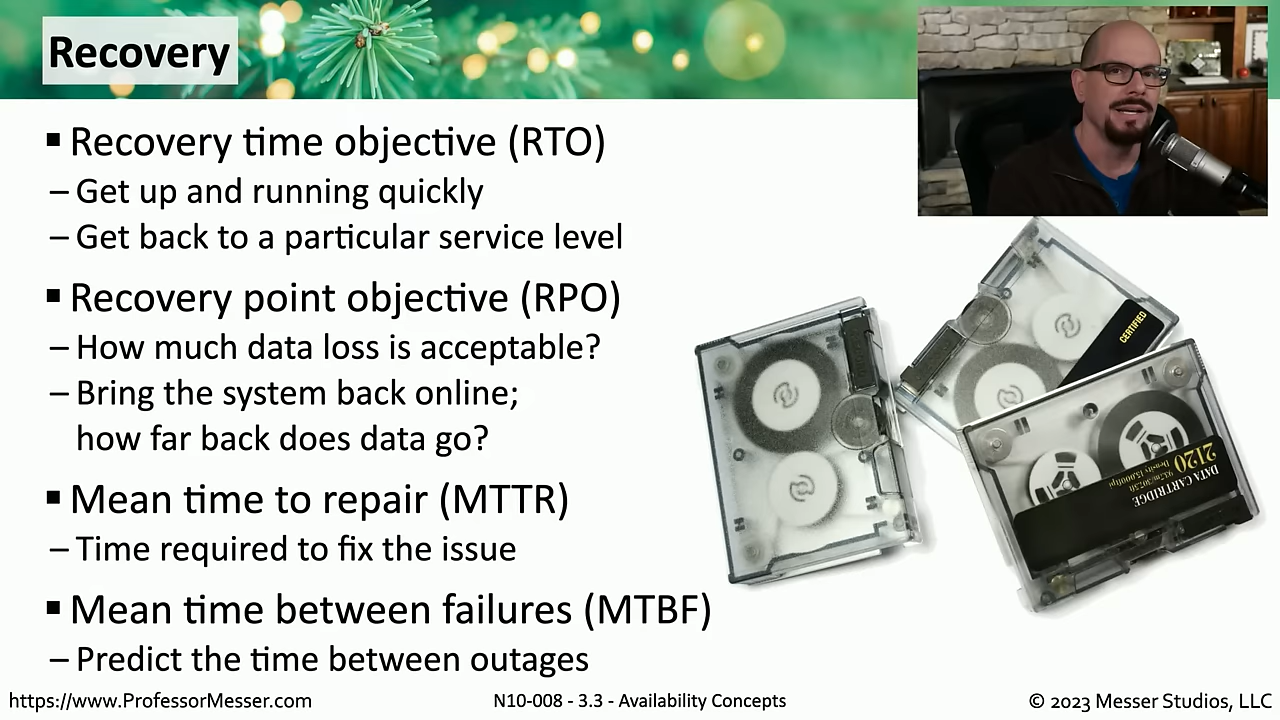 Recovery
▪ Recovery time objective (RTO)
– Get up and running quickly
– Get back to a particular service level
▪ Recovery point objective (RPO)
– How much data loss is acceptable?
– Bring the system back online;
how far back does data go?
▪ Mean time to repair (MTTR)
– Time required to fix the issue
▪ Mean time between failures (MTBF)
– Predict the time between outages
CERTIFIED
DATA CARTRIDGE
2120
https://www.ProfessorMesser.com
N10-008 - 3.3 - Availability Concepts
© 2023 Messer Studios, LLC